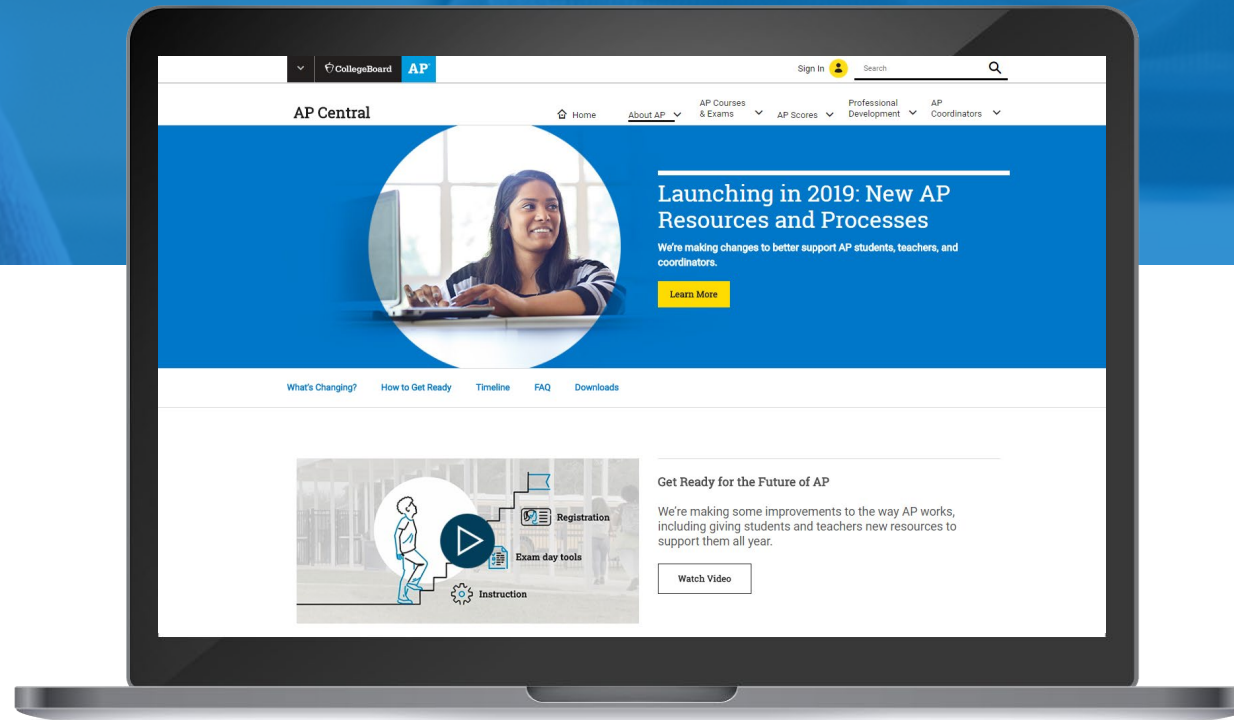 CollegeBoard AP
Sign In Search
AP Central
Home
About AP
AP Courses
& Exams
AP Scores
Professional
Development
AP
Coordinators
Launching in 2019: New AP
Resources and Processes
We're making changes to better support AP students, teachers, and
coordinators.
Learn More
What's Changing? How to Get Ready Timeline FAQ Downloads
Registration
Exam day tools
Instruction
Get Ready for the Future of AP
We're making some improvements to the way AP works,
including giving students and teachers new resources to
support them all year.
Watch Video